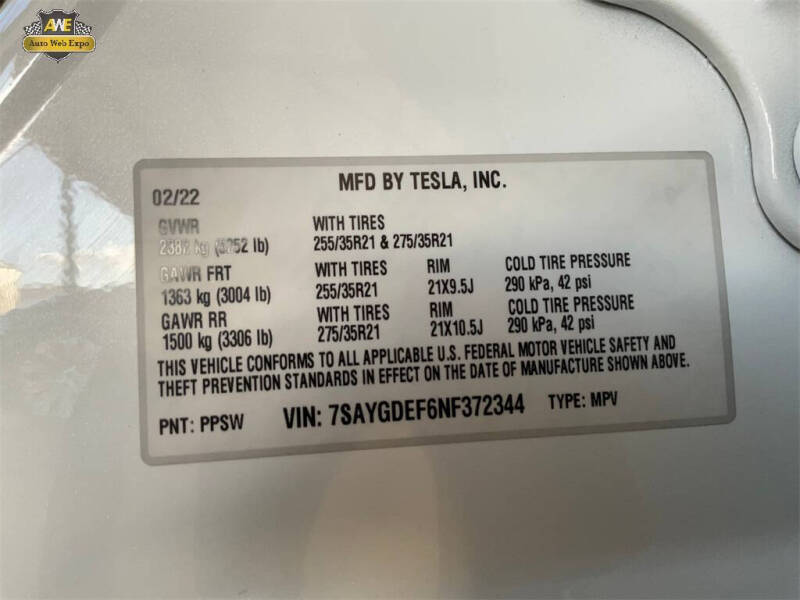 AWE
Auto Web Expo
MFD BY TESLA, INC.
02/22
GVWR WITH TIRES
kg (5252 lb) 255/35R21 & 275/35R21
GAWR FRT WITH TIRES RIM COLD TIRE PRESSURE
1363 kg (3004 lb) 255/35R21 21X9.5J 290 kPa, 42 psi
GAWR RR WITH TIRES RIM COLD TIRE PRESSURE
1500 kg (3306 lb) 275/35R21 21X10.5J 290 kPa, 42 psi
THIS VEHICLE CONFORMS TO ALL APPLICABLE U.S. FEDERAL MOTOR VEHICLE SAFETY AND
THEFT PREVENTION STANDARDS IN EFFECT ON THE DATE OF MANUFACTURE SHOWN ABOVE.
PNT: PPSW VIN: 7SAYGDEF6NF372344 TYPE: MPV